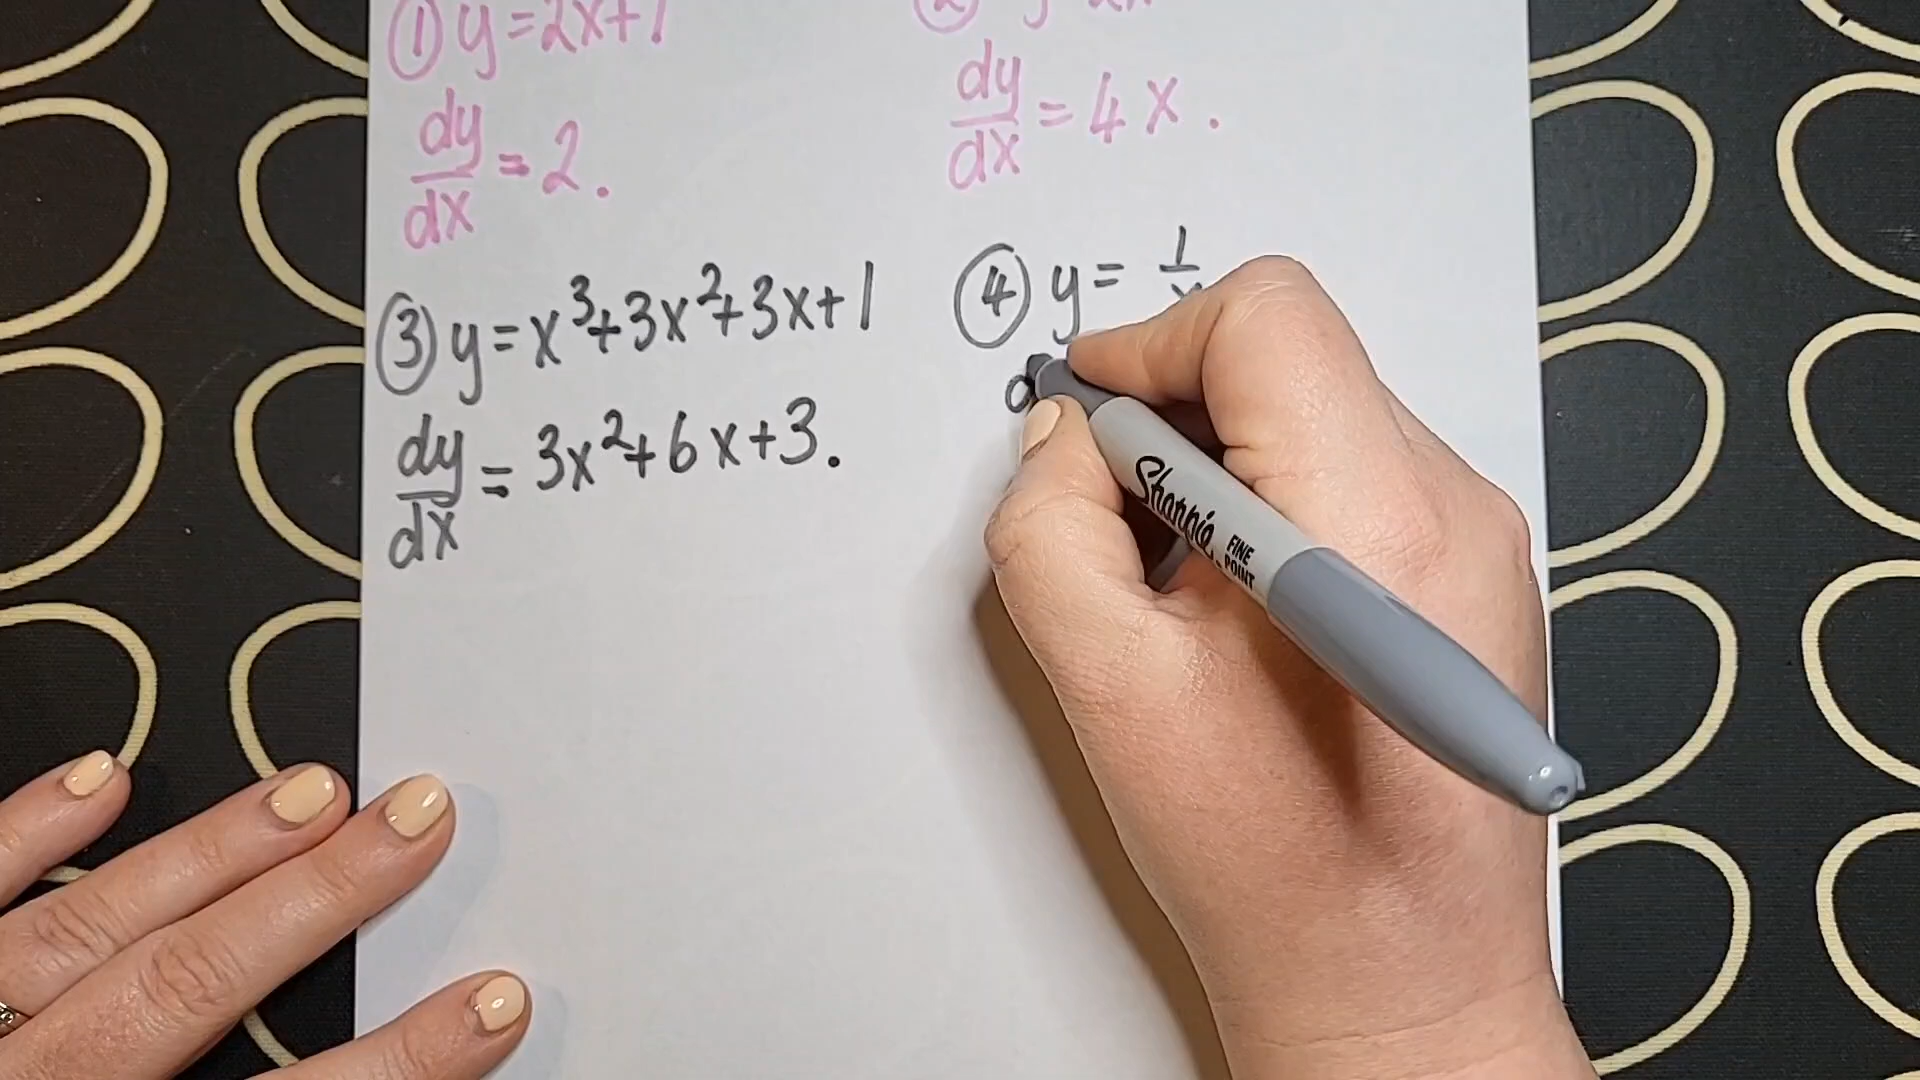 ① y=2x+1
dy/dx = 2.
②
dy/dx = 4x.
③ y = x³+3x²+3x+1
dy/dx = 3x²+6x+3.
④ y = 1/x
Sharpie
FINE
POINT